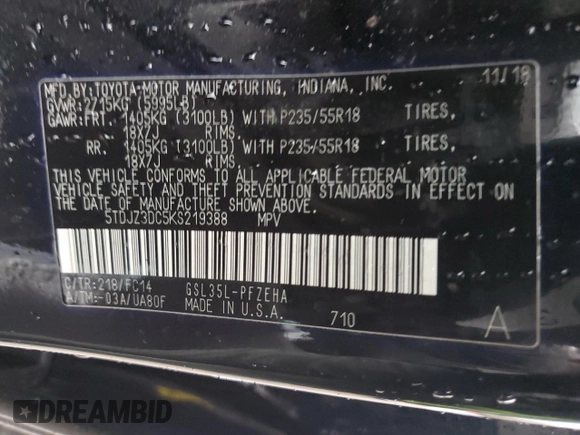 MFD.BY:TOYOTA MOTOR MANUFACTURING, INDIANA, INC. 11/18
GVWR:2715KG (5995LB)
GAWR:FRT. 1405KG (3100LB) WITH P235/55R18 TIRES,
18X7J RIMS.
RR. 1405KG (3100LB) WITH P235/55R18 TIRES,
18X7J RIMS.
THIS VEHICLE CONFORMS TO ALL APPLICABLE FEDERAL MOTOR
VEHICLE SAFETY AND THEFT PREVENTION STANDARDS IN EFFECT ON
THE DATE OF MANUFACTURE SHOWN ABOVE.
5TDJZ3DC5KS219388 MPV
C/TR:218/FC14 GSL35L-PFZEHA
A/TM:-03A/UA80F MADE IN U.S.A. 710 A
DREAMBID